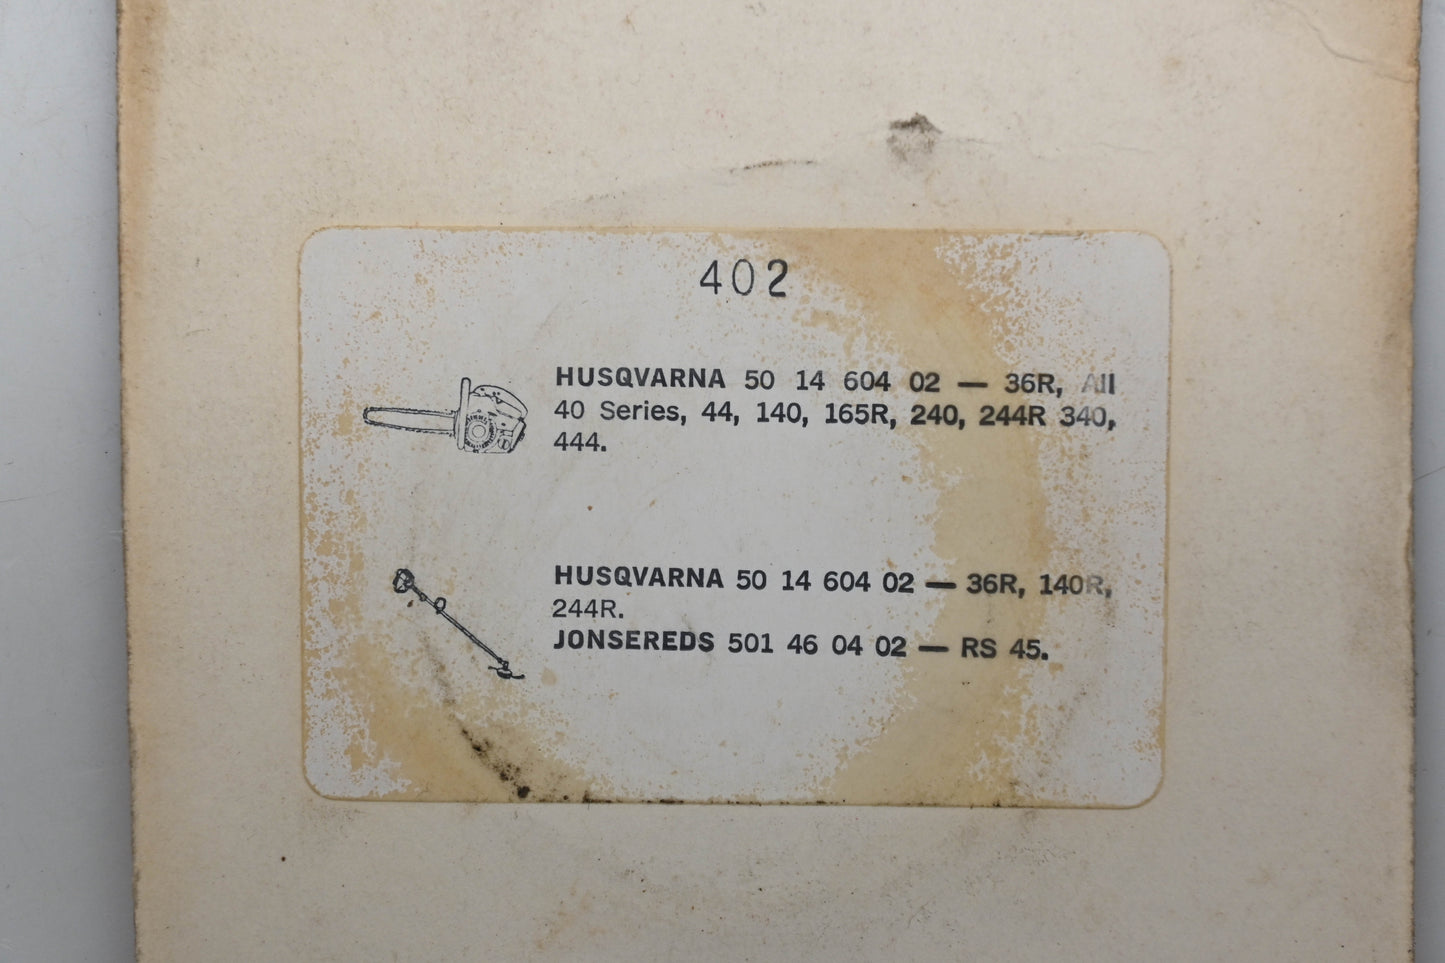 402
HUSQVARNA 50 14 604 02 — 36R, All
40 Series, 44, 140, 165R, 240, 244R 340,
444.
HUSQVARNA 50 14 604 02 — 36R, 140R,
244R.
JONSEREDS 501 46 04 02 — RS 45.